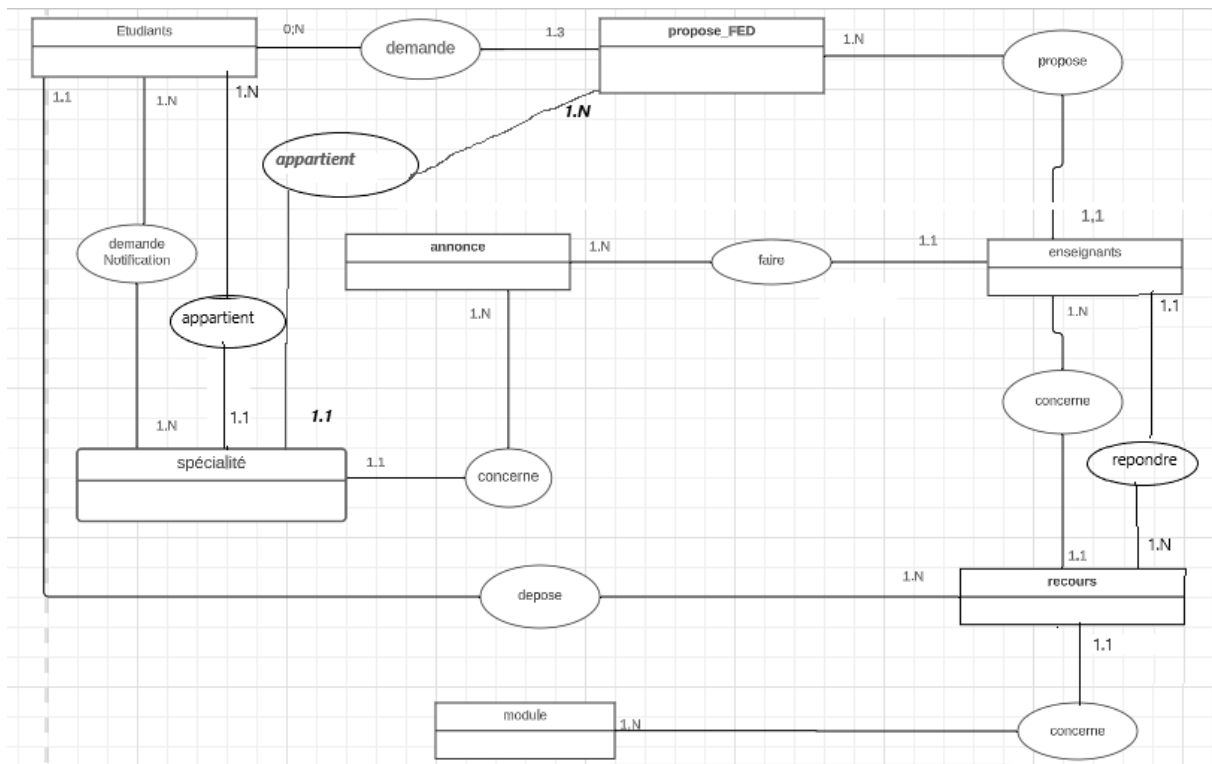 Etudiants
0;N
demande
1.3
propose_FED
1.N
propose
1.1
1.N
1.N
1.N
appartient
1,1
demande
Notification
annonce
1.N
faire
1.1
enseignants
appartient
1.N
1.N
1.1
1.1
1.1
concerne
1.N
spécialité
1.1
concerne
repondre
1.1
1.N
depose
1.N
recours
1.1
module
1.N
concerne